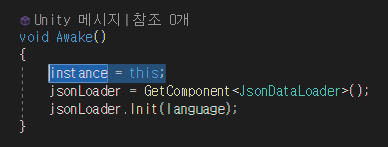 Unity 메시지|참조 0개
void Awake()
{
instance = this;
jsonLoader = GetComponent<JsonDataLoader>();
jsonLoader.Init(language);
}